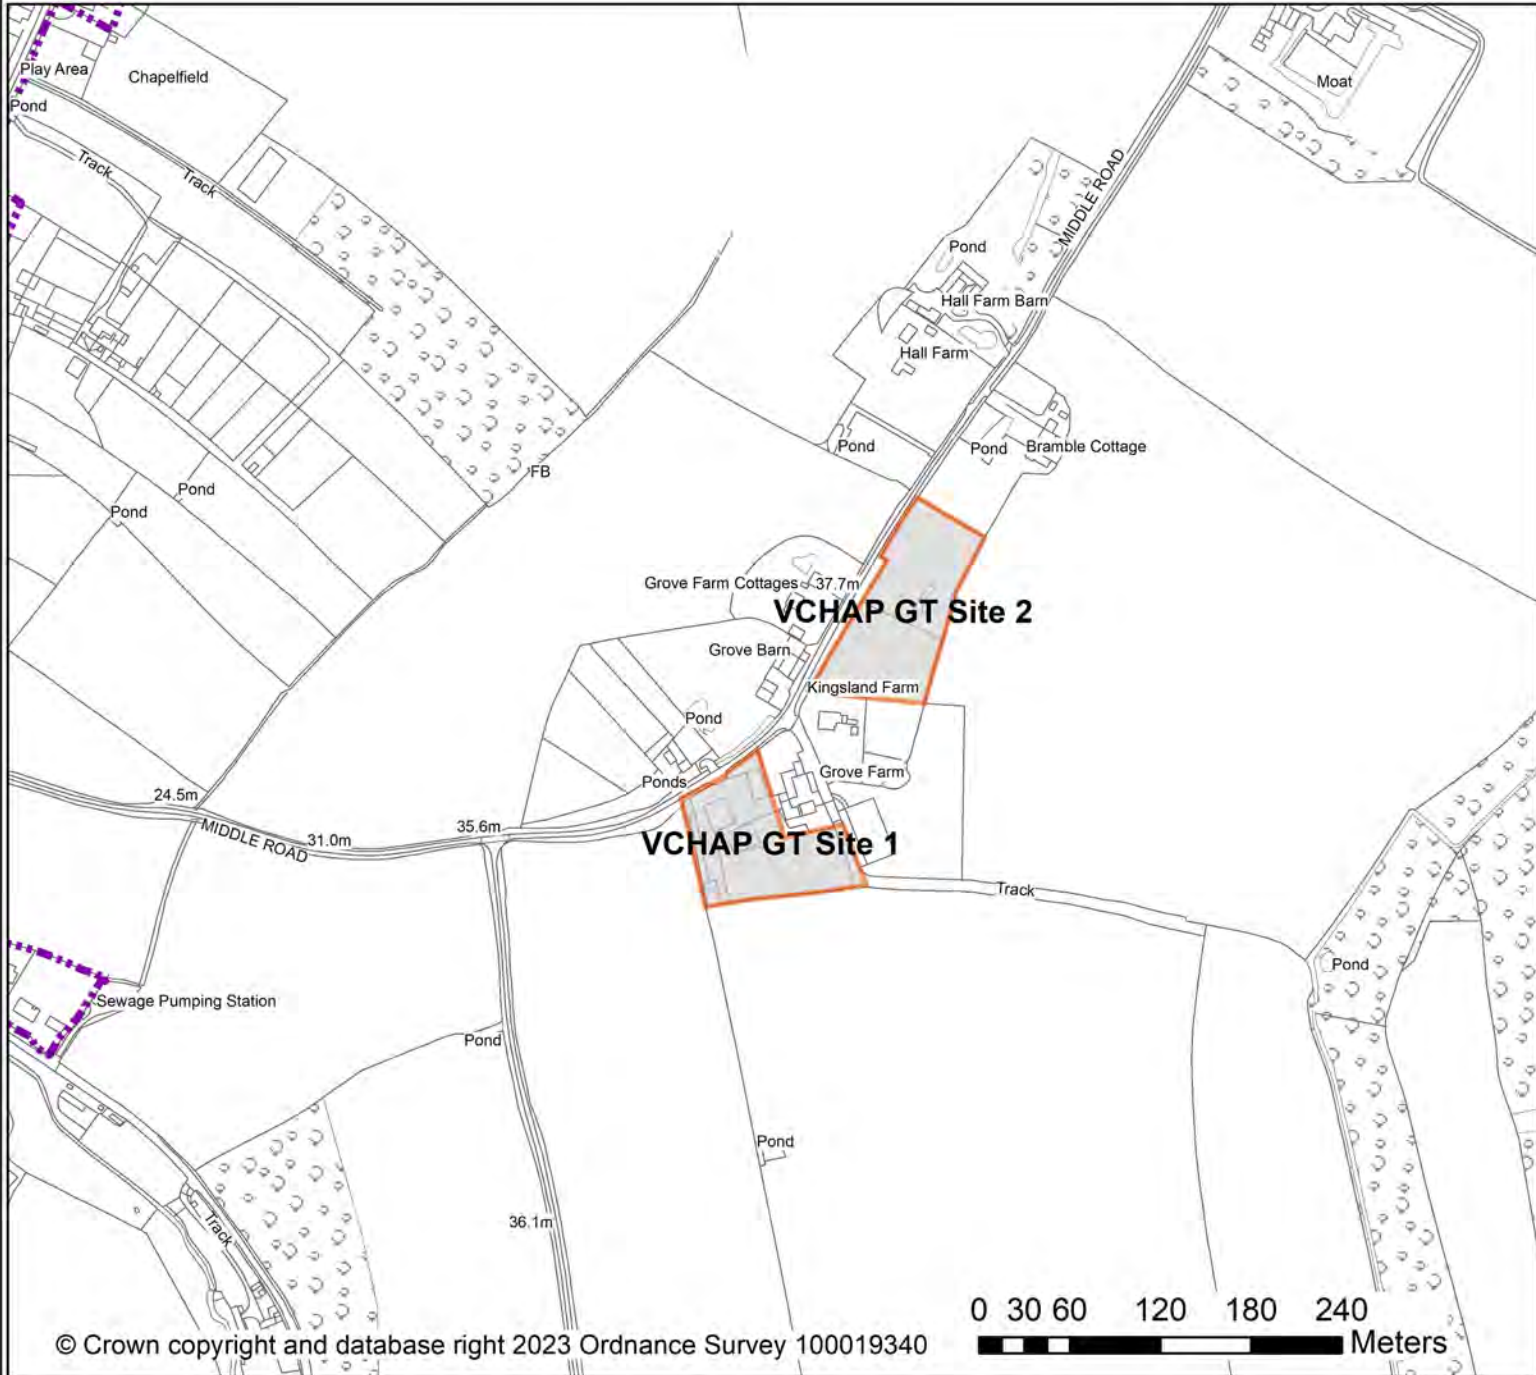 Play Area
Chapelfield
Moat
Pond
Track
Track
MIDDLE ROAD
Pond
Hall Farm Barn
Hall Farm
Pond
Pond
Bramble Cottage
FB
Pond
Pond
Grove Farm Cottages
37.7m
VCHAP GT Site 2
Grove Barn
Kingsland Farm
Pond
Grove Farm
Ponds
24.5m
MIDDLE ROAD
31.0m
35.6m
VCHAP GT Site 1
Track
Pond
Sewage Pumping Station
Pond
Pond
Track
36.1m
0 30 60 120 180 240
Meters
© Crown copyright and database right 2023 Ordnance Survey 100019340